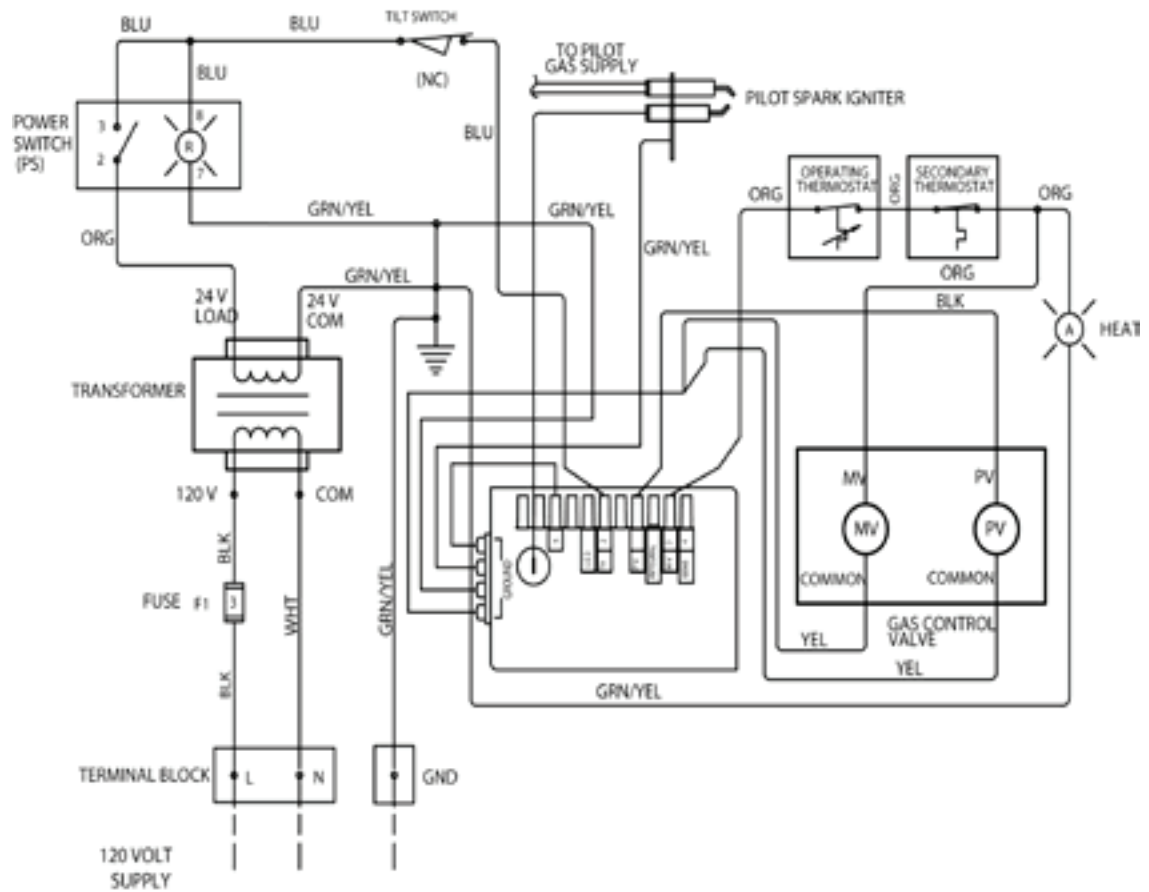 BLU
BLU
TILT SWITCH
(NC)
BLU
BLU
TO PILOT
GAS SUPPLY
PILOT SPARK IGNITER
POWER
SWITCH
(PS)
3
2
8
R
7
OPERATING
THERMOSTAT
SECONDARY
THERMOSTAT
ORG
ORG
ORG
GRN/YEL
GRN/YEL
GRN/YEL
ORG
ORG
GRN/YEL
24 V
LOAD
24 V
COM
BLK
A
HEAT
TRANSFORMER
120 V
COM
MV
PV
MV
PV
COMMON
COMMON
GROUND
BLK
FUSE
F1
3
WHT
GRN/YEL
GAS CONTROL
VALVE
YEL
YEL
GRN/YEL
BLK
TERMINAL BLOCK
L
N
GND
120 VOLT
SUPPLY